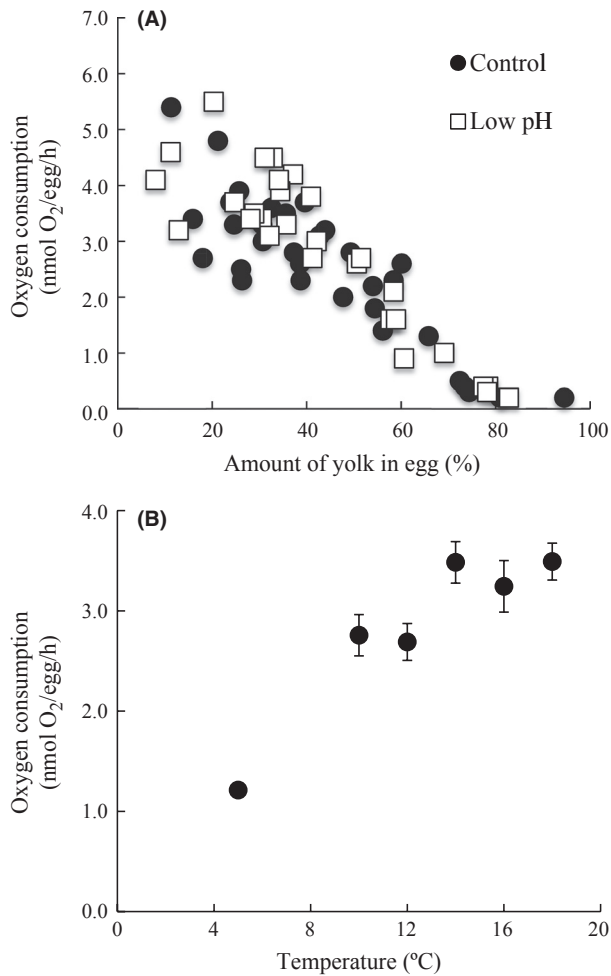 (A)
7.0
6.0
5.0
4.0
3.0
2.0
1.0
0.0
Oxygen consumption
(nmol O2/egg/h)
Control
Low pH
0 20 40 60 80 100
Amount of yolk in egg (%)
(B)
4.0
3.0
2.0
1.0
0.0
Oxygen consumption
(nmol O2/egg/h)
0 4 8 12 16 20
Temperature (ºC)